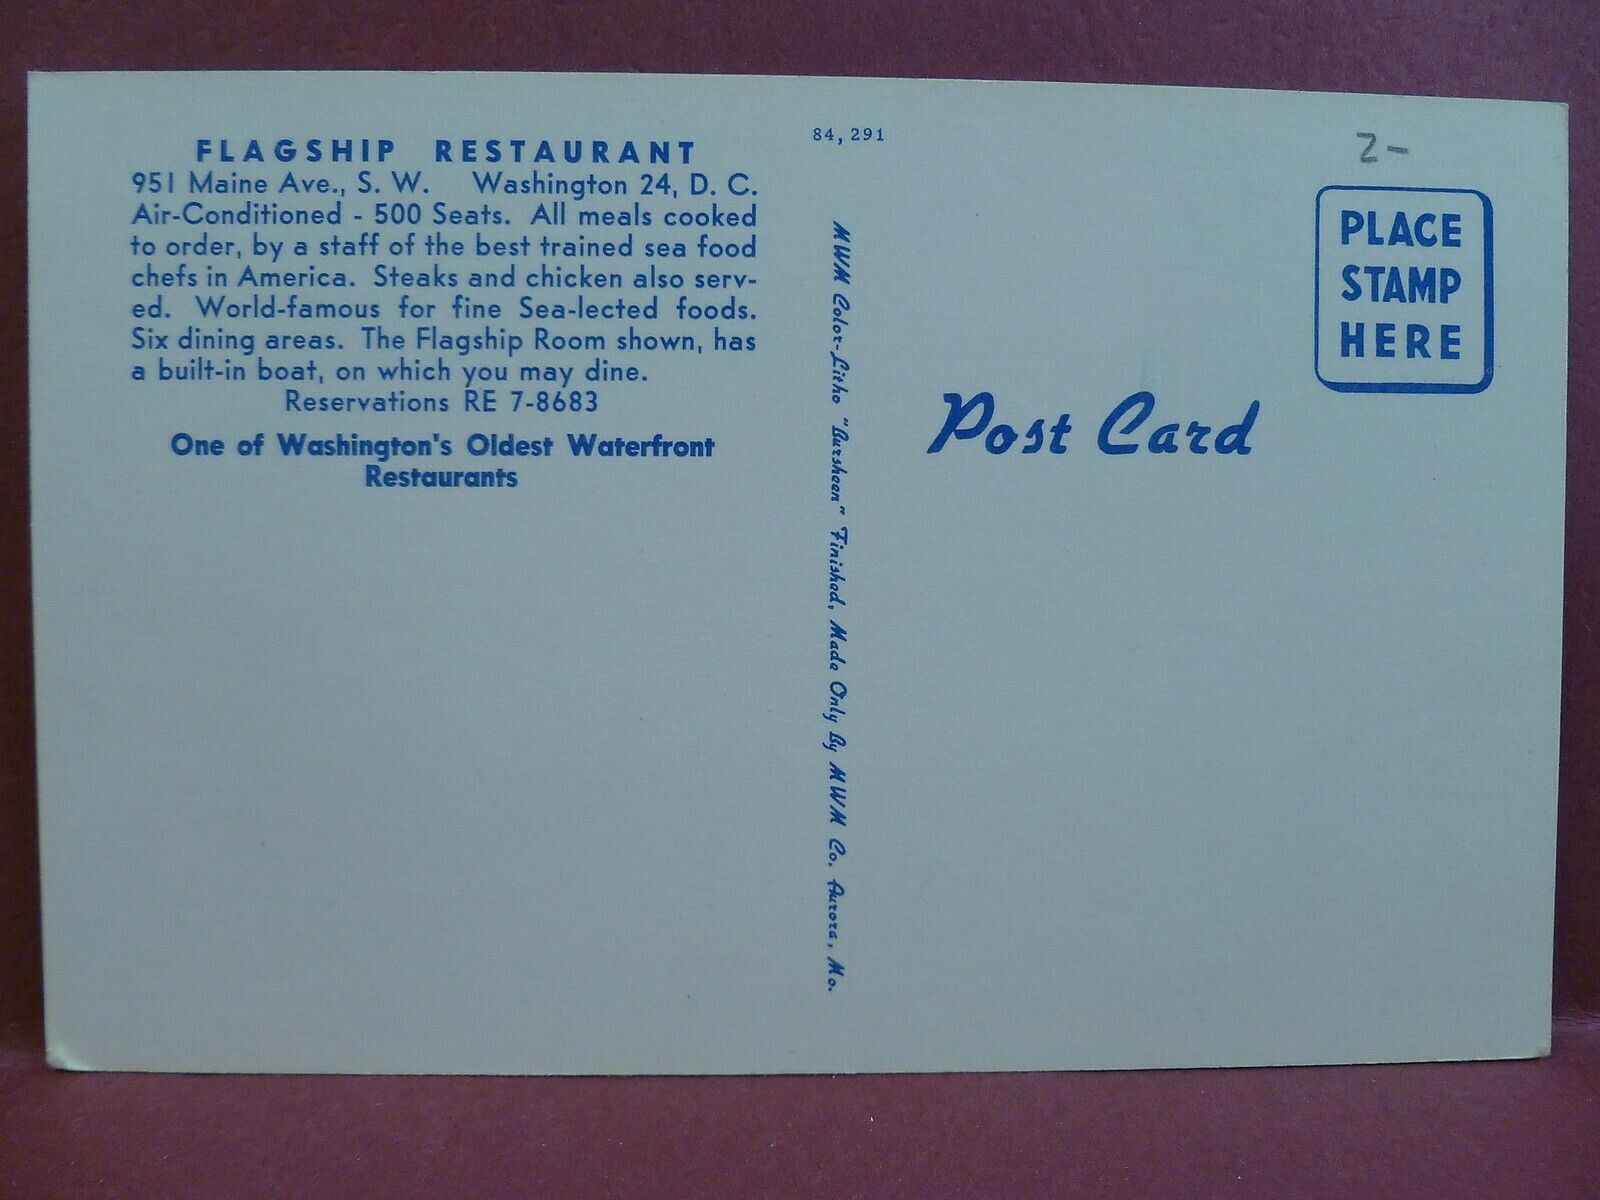 FLAGSHIP RESTAURANT
951 Maine Ave., S. W. Washington 24, D. C.
Air-Conditioned - 500 Seats. All meals cooked
to order, by a staff of the best trained sea food
chefs in America. Steaks and chicken also serv-
ed. World-famous for fine Sea-lected foods.
Six dining areas. The Flagship Room shown, has
a built-in boat, on which you may dine.
Reservations RE 7-8683
One of Washington's Oldest Waterfront
Restaurants
84, 291
MWM Color-Litho "Aursheen" Finished, Made Only By MWM Co. Aurora, Mo.
2-
PLACE
STAMP
HERE
Post Card